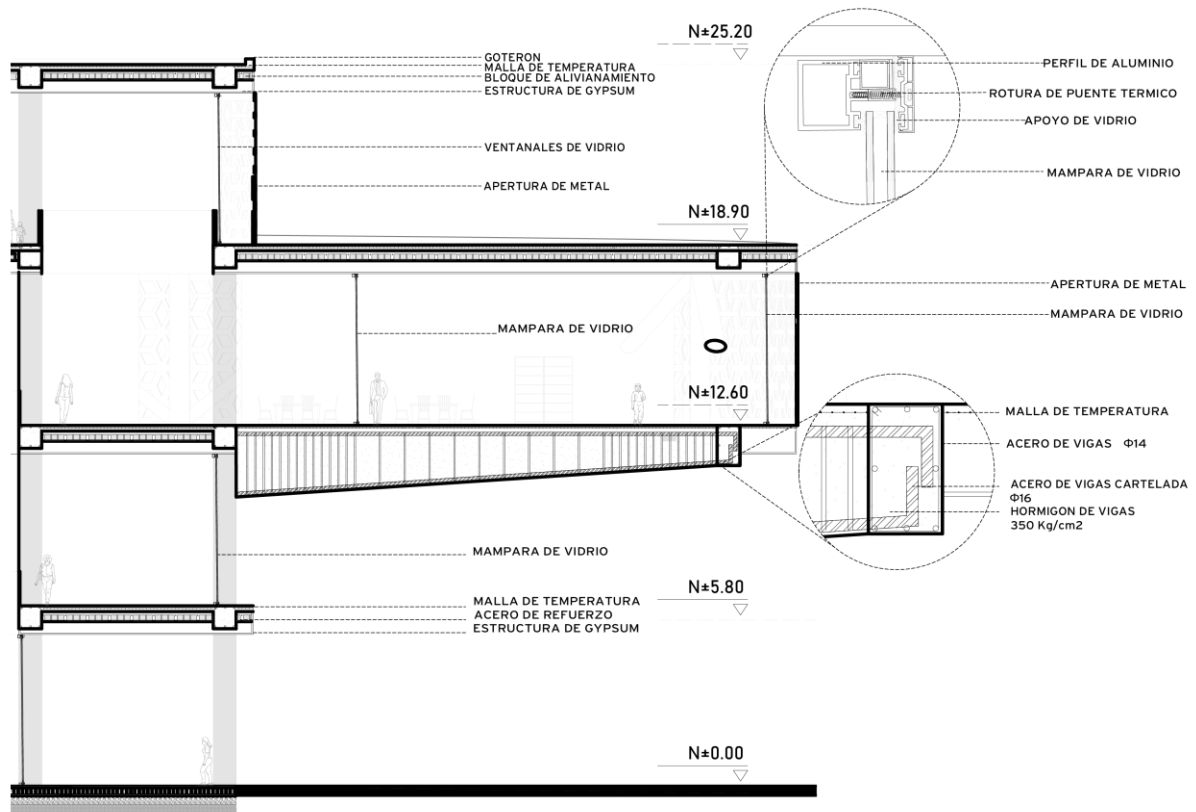 N±25.20
GOTERON
MALLA DE TEMPERATURA
BLOQUE DE ALIVIANAMIENTO
ESTRUCTURA DE GYPSUM
PERFIL DE ALUMINIO
ROTURA DE PUENTE TERMICO
APOYO DE VIDRIO
VENTANALES DE VIDRIO
MAMPARA DE VIDRIO
APERTURA DE METAL
N±18.90
APERTURA DE METAL
MAMPARA DE VIDRIO
MAMPARA DE VIDRIO
N±12.60
MALLA DE TEMPERATURA
ACERO DE VIGAS Φ14
ACERO DE VIGAS CARTELADA
Φ16
HORMIGON DE VIGAS
350 Kg/cm2
MAMPARA DE VIDRIO
N±5.80
MALLA DE TEMPERATURA
ACERO DE REFUERZO
ESTRUCTURA DE GYPSUM
N±0.00